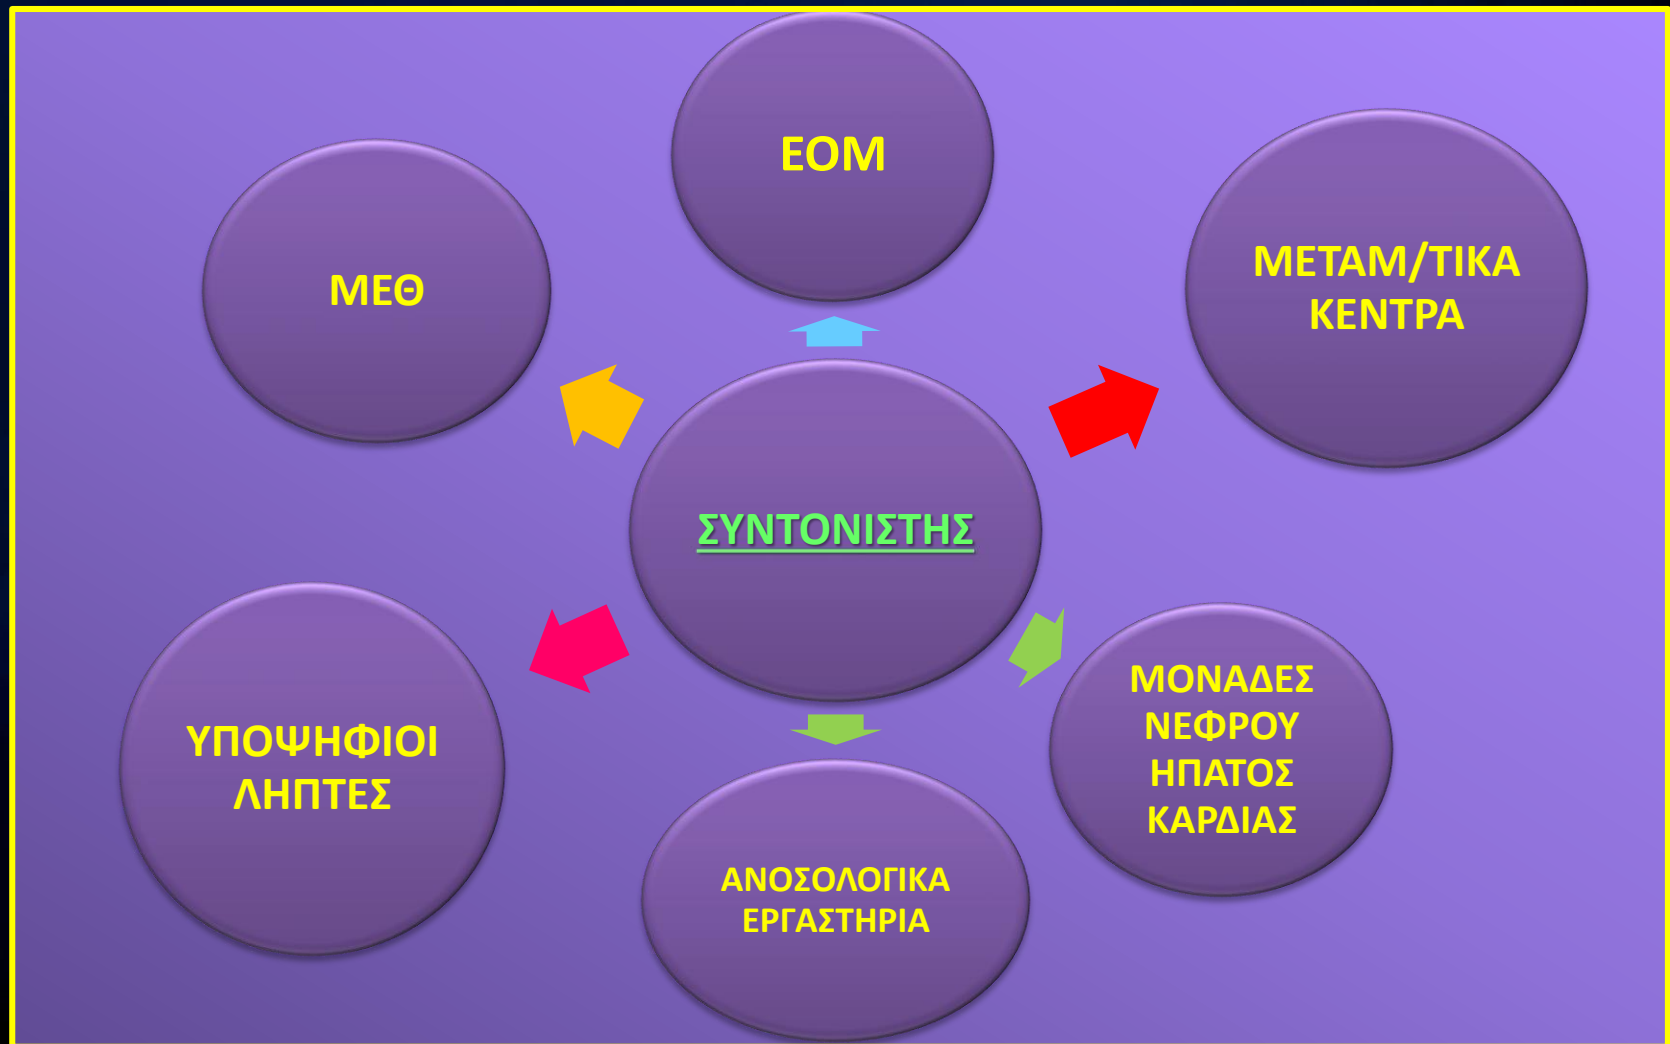 ΕΟΜ
ΜΕΘ
ΜΕΤΑΜ/ΤΙΚΑ
ΚΕΝΤΡΑ
ΣΥΝΤΟΝΙΣΤΗΣ
ΥΠΟΨΗΦΙΟΙ
ΛΗΠΤΕΣ
ΜΟΝΑΔΕΣ
ΝΕΦΡΟΥ
ΗΠΑΤΟΣ
ΚΑΡΔΙΑΣ
ΑΝΟΣΟΛΟΓΙΚΑ
ΕΡΓΑΣΤΗΡΙΑ